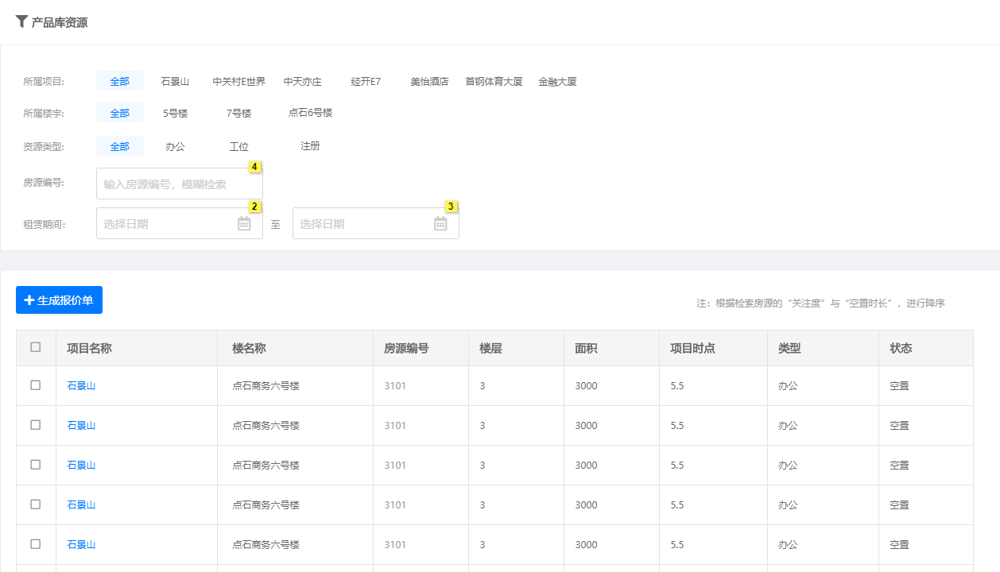 产品库资源
所属项目: 全部 石景山 中关村E世界 中天亦庄 经开E7 美怡酒店 首钢体育大厦 金融大厦
所属楼宇: 全部 5号楼 7号楼 点石6号楼
资源类型: 全部 办公 工位 注册
4
房源编号: 输入房源编号，模糊检索
2 3
租赁期间: 选择日期 至 选择日期
生成报价单 注：根据检索房源的“关注度”与“空置时长”，进行降序
项目名称 楼名称 房源编号 楼层 面积 项目时点 类型 状态
石景山 点石商务六号楼 3101 3 3000 5.5 办公 空置
石景山 点石商务六号楼 3101 3 3000 5.5 办公 空置
石景山 点石商务六号楼 3101 3 3000 5.5 办公 空置
石景山 点石商务六号楼 3101 3 3000 5.5 办公 空置
石景山 点石商务六号楼 3101 3 3000 5.5 办公 空置